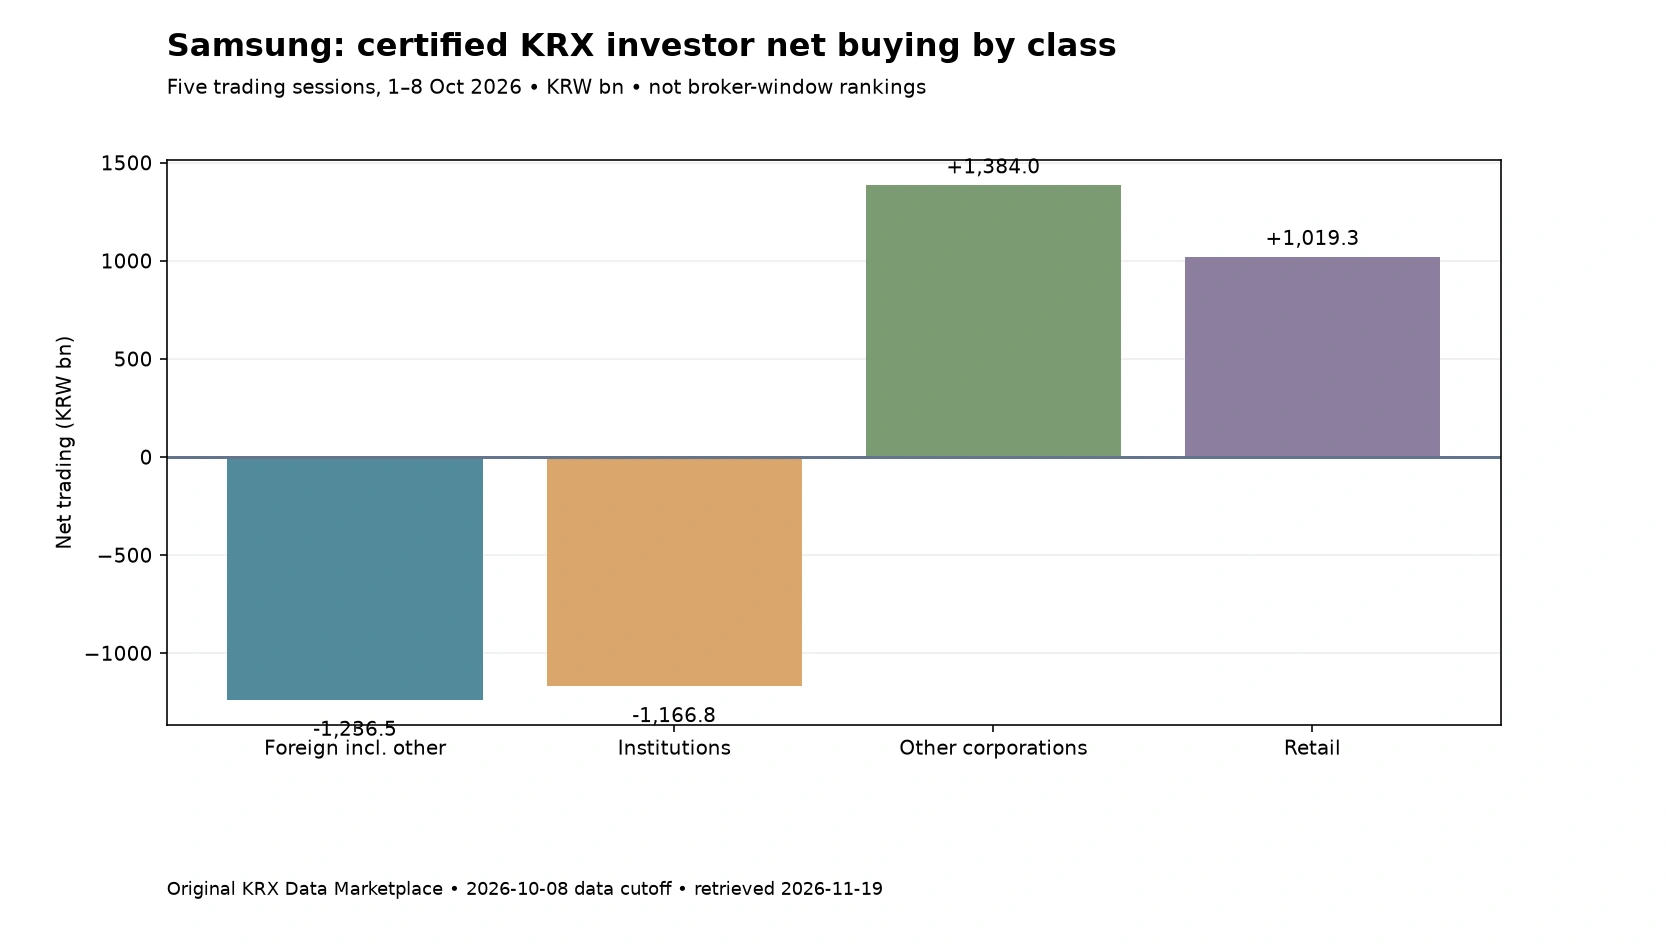 Samsung: certified KRX investor net buying by class
Five trading sessions, 1–8 Oct 2026 • KRW bn • not broker-window rankings
Net trading (KRW bn)
1500
1000
500
0
−500
−1000
+1,384.0
+1,019.3
-1,236.5
-1,166.8
Foreign incl. other
Institutions
Other corporations
Retail
Original KRX Data Marketplace • 2026-10-08 data cutoff • retrieved 2026-11-19